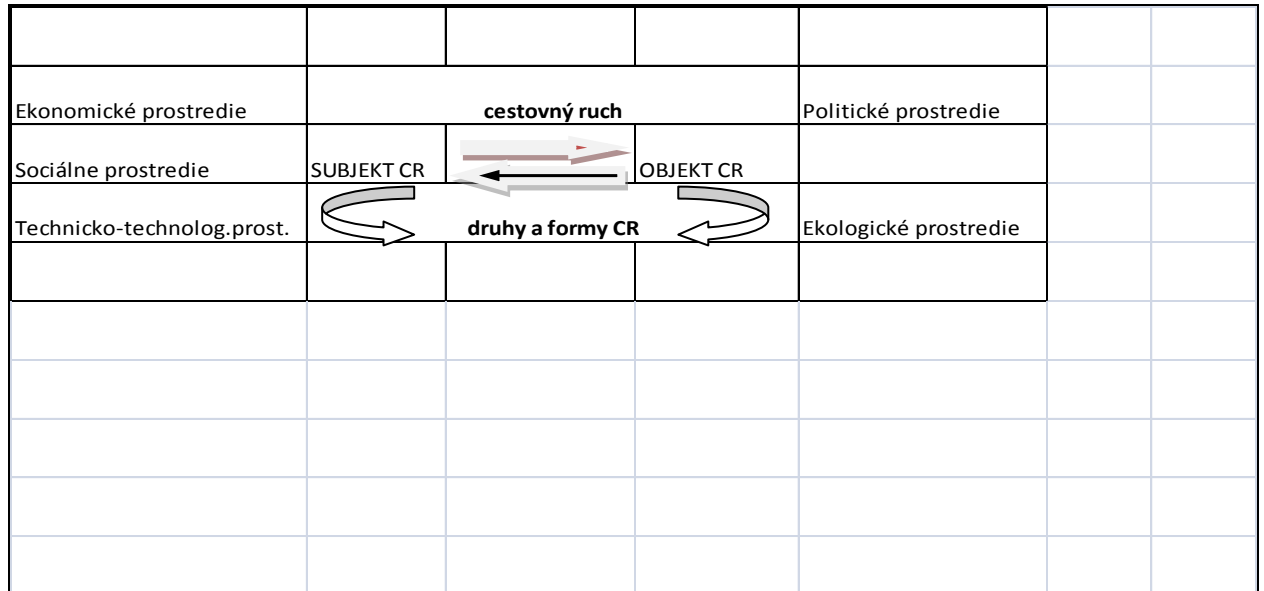 Ekonomické prostredie cestovný ruch Politické prostredie
Sociálne prostredie SUBJEKT CR OBJEKT CR
Technicko-technolog.prost. druhy a formy CR Ekologické prostredie